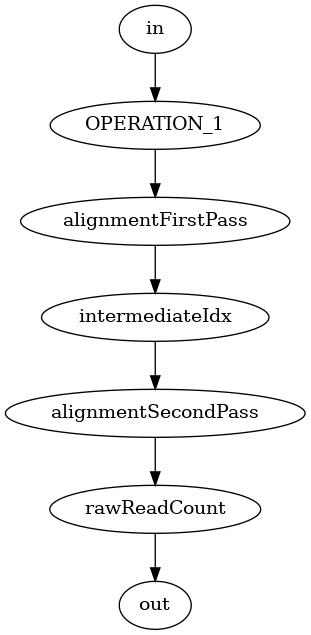 in
OPERATION_1
alignmentFirstPass
intermediateIdx
alignmentSecondPass
rawReadCount
out